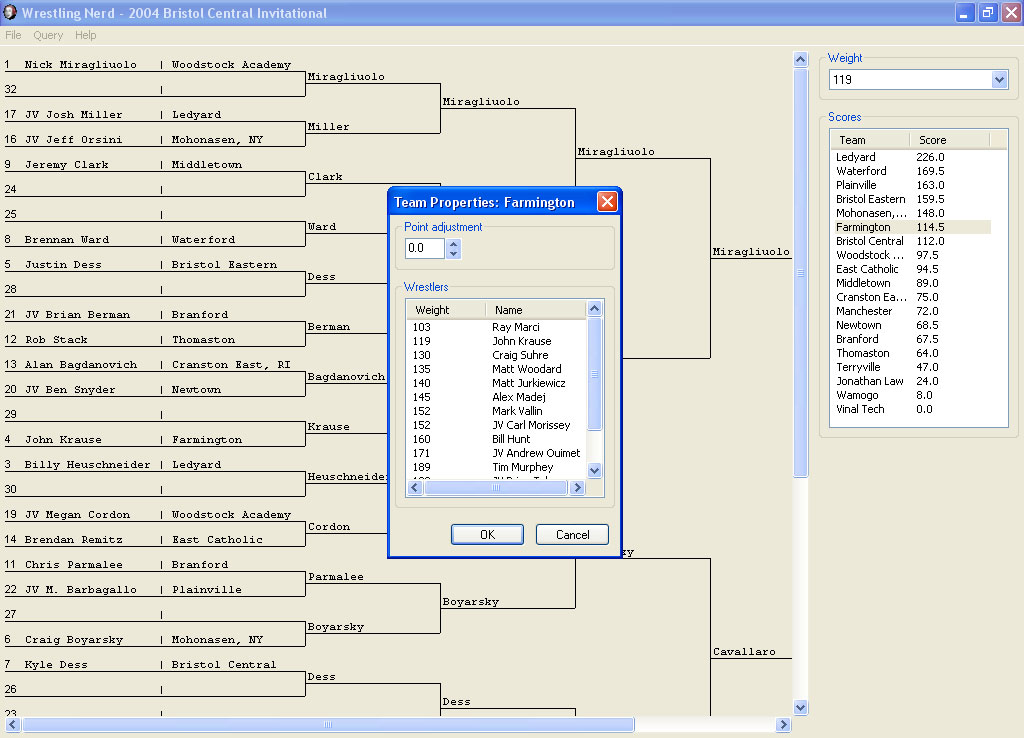 Wrestling Nerd - 2004 Bristol Central Invitational
File Query Help
1 Nick Miragliuolo | Woodstock Academy
Miragliuolo
32 |
Miragliuolo
17 JV Josh Miller | Ledyard
Miller
16 JV Jeff Orsini | Mohonasen, NY
Miragliuolo
9 Jeremy Clark | Middletown
Clark
24 |
25 |
Ward
8 Brennan Ward | Waterford
Miragliuolo
5 Justin Dess | Bristol Eastern
Dess
28 |
21 JV Brian Berman | Branford
Berman
12 Rob Stack | Thomaston
13 Alan Bagdanovich | Cranston East, RI
Bagdanovich
20 JV Ben Snyder | Newtown
29 |
Krause
4 John Krause | Farmington
3 Billy Heuschneider | Ledyard
Heuschneider
30 |
19 JV Megan Cordon | Woodstock Academy
Cordon
14 Brendan Remitz | East Catholic
11 Chris Parmalee | Branford
Parmalee
22 JV M. Barbagallo | Plainville
Boyarsky
27 |
Boyarsky
6 Craig Boyarsky | Mohonasen, NY
Cavallaro
7 Kyle Dess | Bristol Central
Dess
26 |
Dess
23
Team Properties: Farmington
Point adjustment
0.0
Wrestlers
Weight Name
103 Ray Marci
119 John Krause
130 Craig Suhre
135 Matt Woodard
140 Matt Jurkiewicz
145 Alex Madej
152 Mark Vallin
152 JV Carl Morissey
160 Bill Hunt
171 JV Andrew Ouimet
189 Tim Murphey
OK Cancel
Weight
119
Scores
Team Score
Ledyard 226.0
Waterford 169.5
Plainville 163.0
Bristol Eastern 159.5
Mohonasen,... 148.0
Farmington 114.5
Bristol Central 112.0
Woodstock ... 97.5
East Catholic 94.5
Middletown 89.0
Cranston Ea... 75.0
Manchester 72.0
Newtown 68.5
Branford 67.5
Thomaston 64.0
Terryville 47.0
Jonathan Law 24.0
Wamogo 8.0
Vinal Tech 0.0